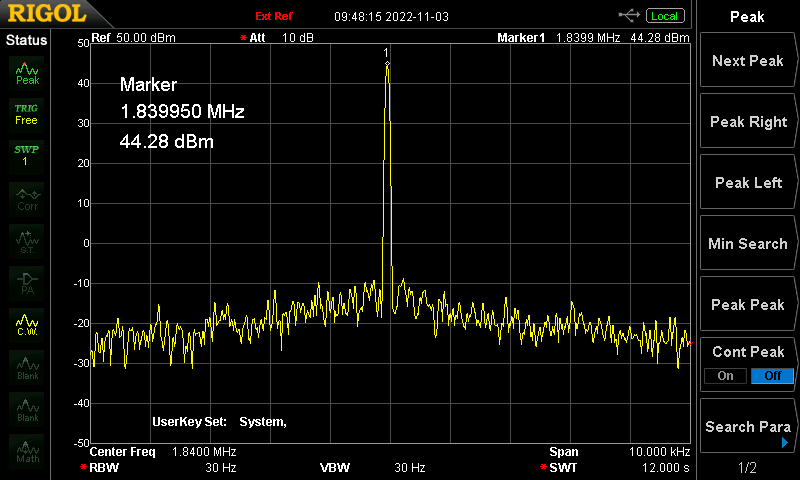 RIGOL Ext Ref 09:48:15 2022-11-03 Local Peak
Status
Ref 50.00 dBm * Att 10 dB Marker1 1.8399 MHz 44.28 dBm
50
40
30
20
10
0
-10
-20
-30
-40
-50
1
Marker
1.839950 MHz
44.28 dBm
UserKey Set: System,
Center Freq 1.8400 MHz Span 10.000 kHz
* RBW 30 Hz VBW 30 Hz * SWT 12.000 s
Peak
TRIG
Free
SWP
1
Corr
S.T.
PA
C.W.
Blank
Blank
Math
Next Peak
Peak Right
Peak Left
Min Search
Peak Peak
Cont Peak
On Off
Search Para
1/2